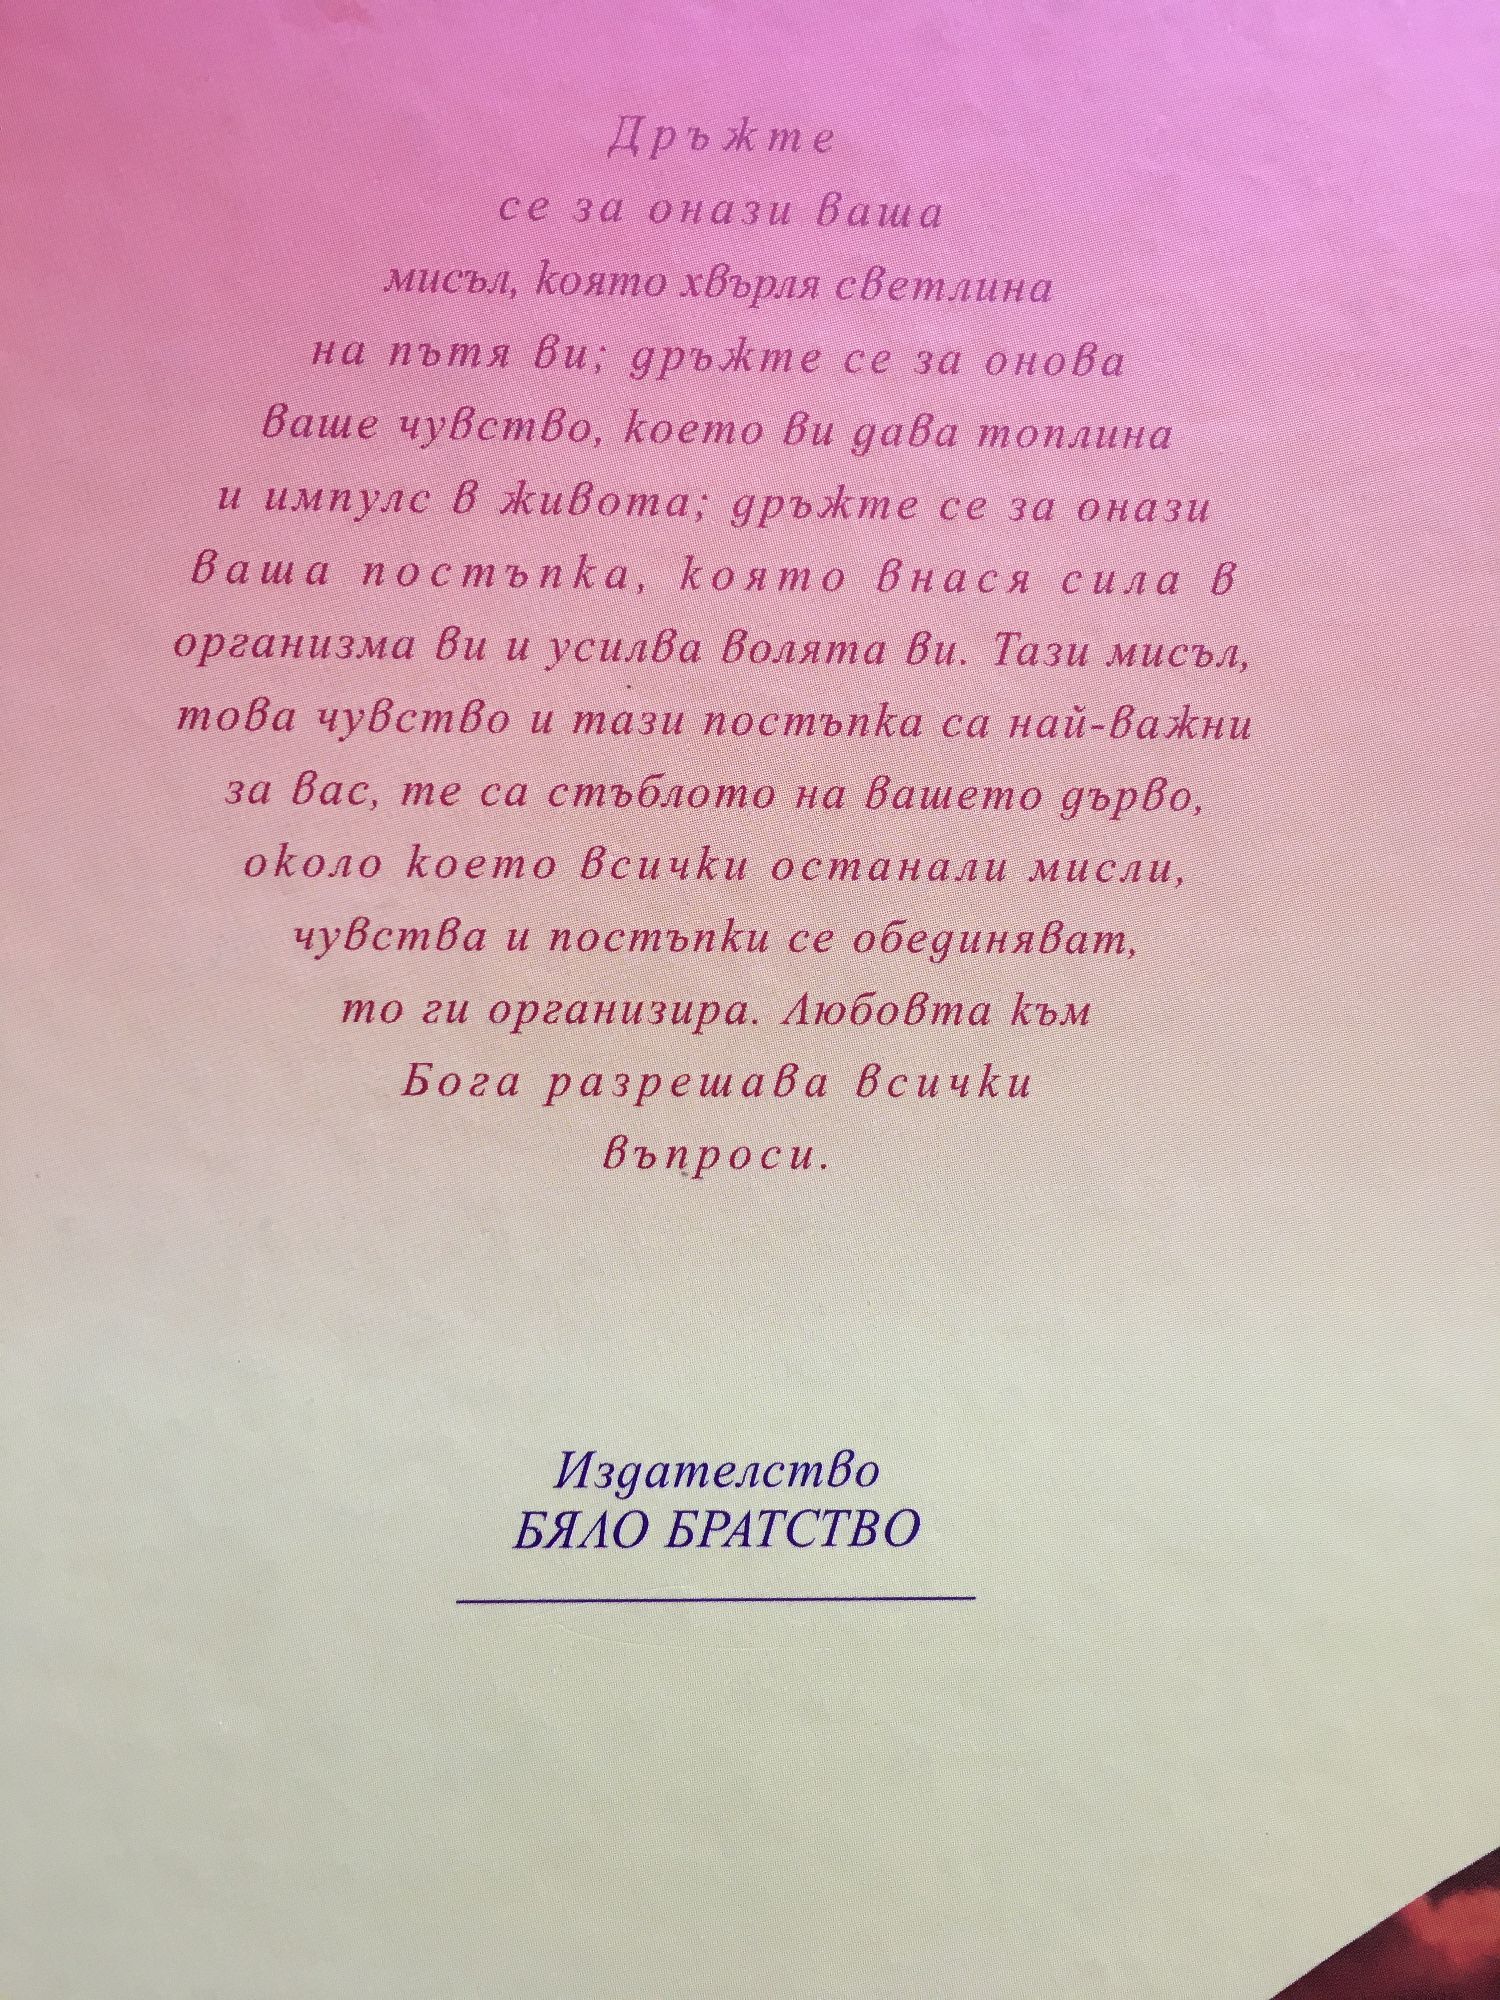 Дръжте
се за онази ваша
мисъл, която хвърля светлина
на пътя ви; дръжте се за онова
ваше чувство, което ви дава топлина
и импулс в живота; дръжте се за онази
ваша постъпка, която внася сила в
организма ви и усилва волята ви. Тази мисъл,
това чувство и тази постъпка са най-важни
за вас, те са стъблото на вашето дърво,
около което всички останали мисли,
чувства и постъпки се обединяват,
то ги организира. Любовта към
Бога разрешава всички
въпроси.
Издателство
БЯЛО БРАТСТВО